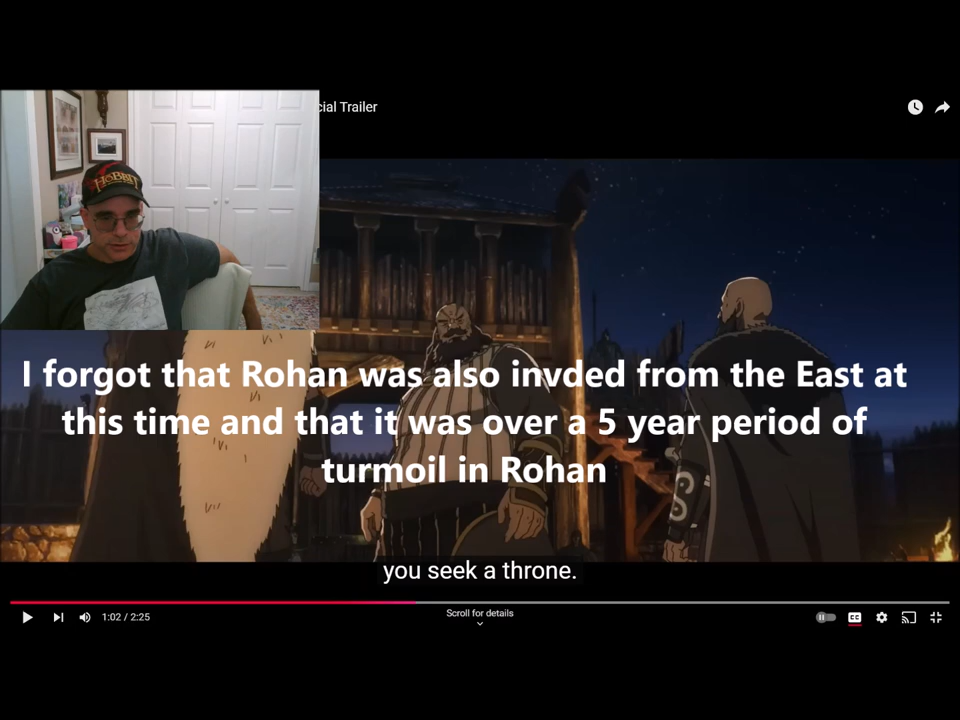 cial Trailer
HOBBIT
I forgot that Rohan was also invded from the East at
this time and that it was over a 5 year period of
turmoil in Rohan
you seek a throne.
1:02 / 2:25
Scroll for details
CC